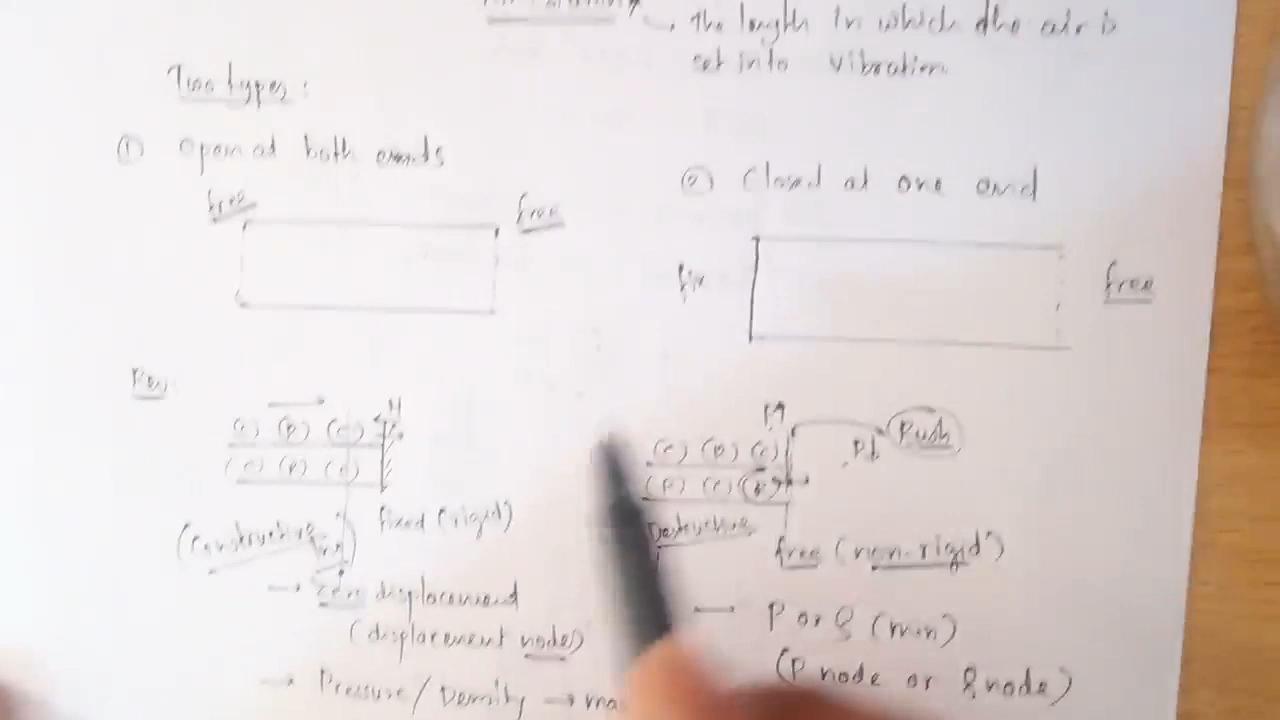 the length in which the air is
set into vibration
Two types:
① Open at both ends
free
free
② Closed at one end
fix
free
(c) (R) (c)
(c) (R) (c)
fixed (rigid)
(Constructive
→ zero displacement
(displacement node)
→ Pressure / Density →
(c) (R) (c)
(R) (c) (R)
Push
Destructive
free (non-rigid)
→ P or ρ (min)
(P node or ρ node)